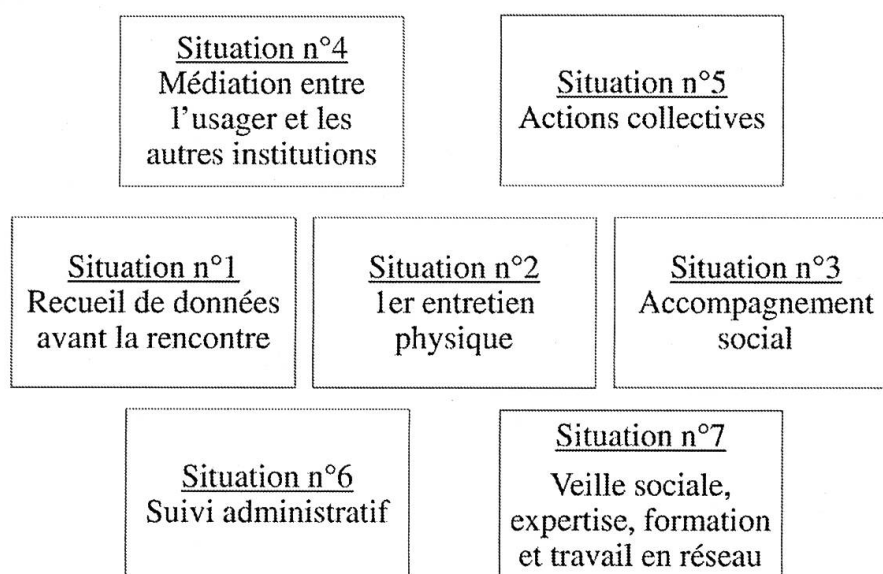 Situation n°4
Médiation entre
l'usager et les
autres institutions
Situation n°5
Actions collectives
Situation n°1
Recueil de données
avant la rencontre
Situation n°2
1er entretien
physique
Situation n°3
Accompagnement
social
Situation n°6
Suivi administratif
Situation n°7
Veille sociale,
expertise, formation
et travail en réseau